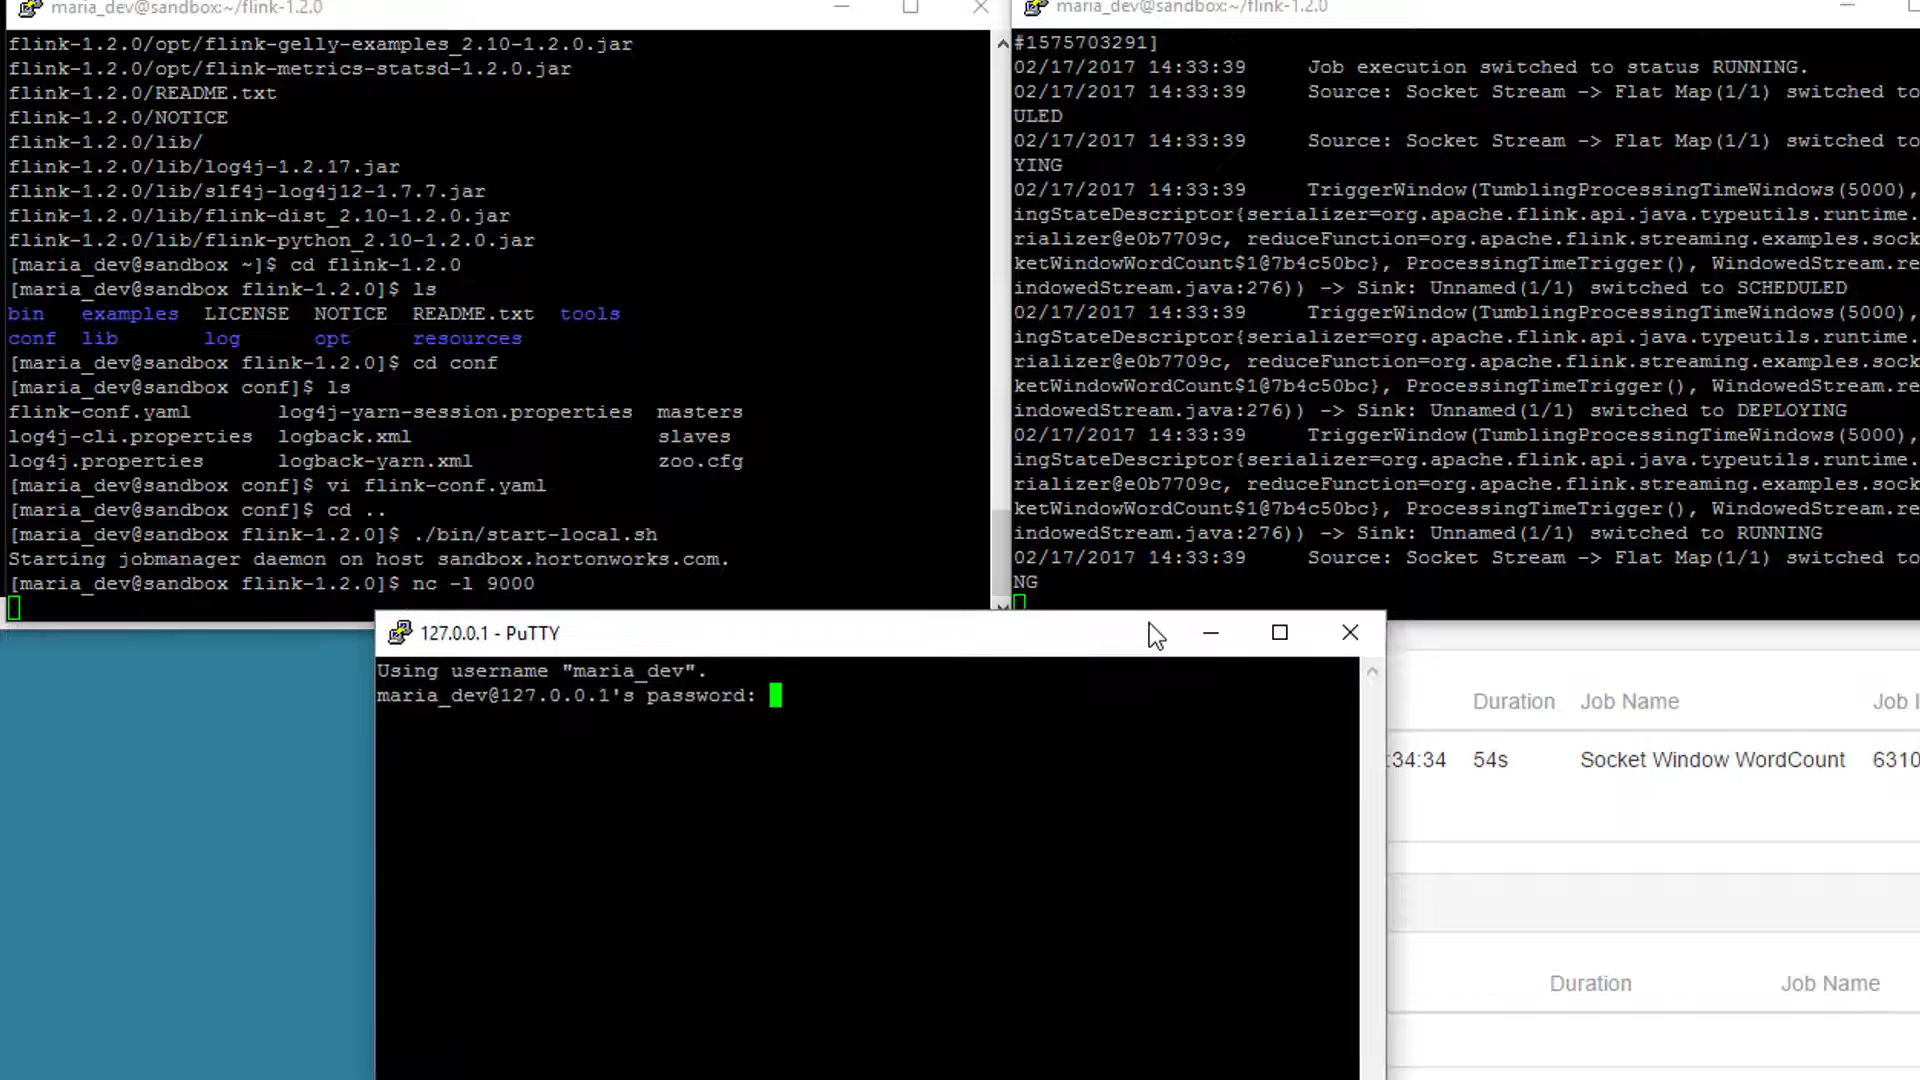 maria_dev@sandbox:~/flink-1.2.0
flink-1.2.0/opt/flink-gelly-examples_2.10-1.2.0.jar
flink-1.2.0/opt/flink-metrics-statsd-1.2.0.jar
flink-1.2.0/README.txt
flink-1.2.0/NOTICE
flink-1.2.0/lib/
flink-1.2.0/lib/log4j-1.2.17.jar
flink-1.2.0/lib/slf4j-log4j12-1.7.7.jar
flink-1.2.0/lib/flink-dist_2.10-1.2.0.jar
flink-1.2.0/lib/flink-python_2.10-1.2.0.jar
[maria_dev@sandbox ~]$ cd flink-1.2.0
[maria_dev@sandbox flink-1.2.0]$ ls
bin examples LICENSE NOTICE README.txt tools
conf lib log opt resources
[maria_dev@sandbox flink-1.2.0]$ cd conf
[maria_dev@sandbox conf]$ ls
flink-conf.yaml log4j-yarn-session.properties masters
log4j-cli.properties logback.xml slaves
log4j.properties logback-yarn.xml zoo.cfg
[maria_dev@sandbox conf]$ vi flink-conf.yaml
[maria_dev@sandbox conf]$ cd ..
[maria_dev@sandbox flink-1.2.0]$ ./bin/start-local.sh
Starting jobmanager daemon on host sandbox.hortonworks.com.
[maria_dev@sandbox flink-1.2.0]$ nc -l 9000
maria_dev@sandbox:~/flink-1.2.0
#1575703291]
02/17/2017 14:33:39 Job execution switched to status RUNNING.
02/17/2017 14:33:39 Source: Socket Stream -> Flat Map(1/1) switched to
ULED
02/17/2017 14:33:39 Source: Socket Stream -> Flat Map(1/1) switched to
YING
02/17/2017 14:33:39 TriggerWindow(TumblingProcessingTimeWindows(5000),
ingStateDescriptor{serializer=org.apache.flink.api.java.typeutils.runtime.
rializer@e0b7709c, reduceFunction=org.apache.flink.streaming.examples.sock
ketWindowWordCount$1@7b4c50bc}, ProcessingTimeTrigger(), WindowedStream.re
indowedStream.java:276)) -> Sink: Unnamed(1/1) switched to SCHEDULED
02/17/2017 14:33:39 TriggerWindow(TumblingProcessingTimeWindows(5000),
ingStateDescriptor{serializer=org.apache.flink.api.java.typeutils.runtime.
rializer@e0b7709c, reduceFunction=org.apache.flink.streaming.examples.sock
ketWindowWordCount$1@7b4c50bc}, ProcessingTimeTrigger(), WindowedStream.re
indowedStream.java:276)) -> Sink: Unnamed(1/1) switched to DEPLOYING
02/17/2017 14:33:39 TriggerWindow(TumblingProcessingTimeWindows(5000),
ingStateDescriptor{serializer=org.apache.flink.api.java.typeutils.runtime.
rializer@e0b7709c, reduceFunction=org.apache.flink.streaming.examples.sock
ketWindowWordCount$1@7b4c50bc}, ProcessingTimeTrigger(), WindowedStream.re
indowedStream.java:276)) -> Sink: Unnamed(1/1) switched to RUNNING
02/17/2017 14:33:39 Source: Socket Stream -> Flat Map(1/1) switched to
NG
127.0.0.1 - PuTTY
Using username "maria_dev".
maria_dev@127.0.0.1's password:
Duration Job Name Job I
:34:34 54s Socket Window WordCount 6310
Duration Job Name